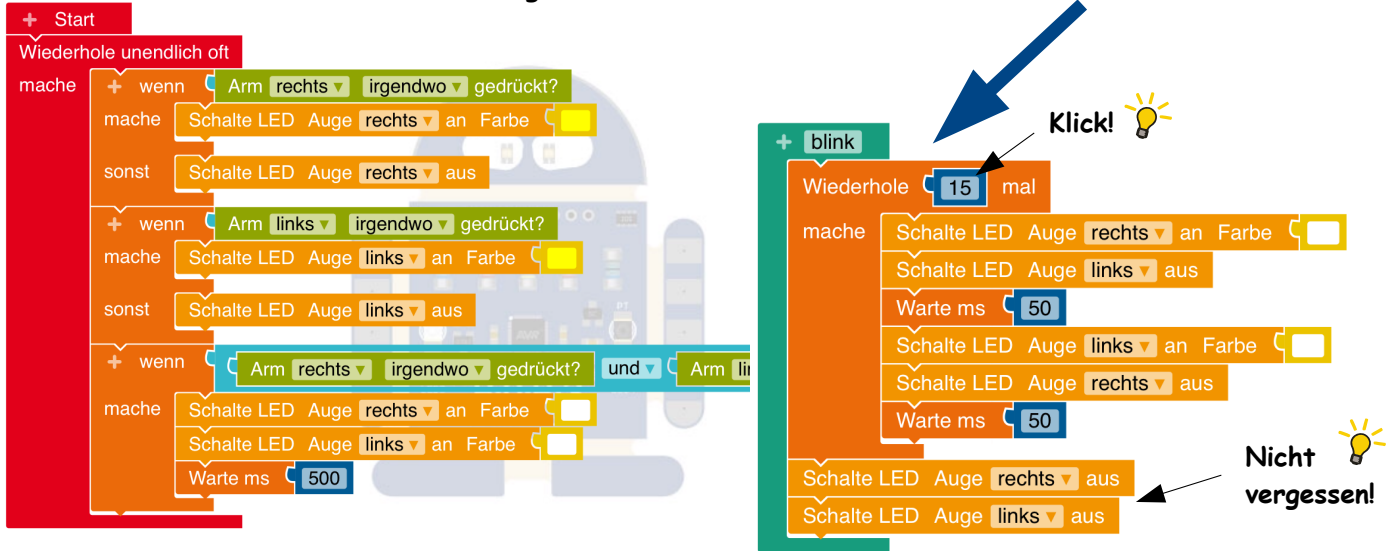 + Start
Wiederhole unendlich oft
mache + wenn Arm rechts irgendwo gedrückt?
mache Schalte LED Auge rechts an Farbe
sonst Schalte LED Auge rechts aus
+ wenn Arm links irgendwo gedrückt?
mache Schalte LED Auge links an Farbe
sonst Schalte LED Auge links aus
+ wenn Arm rechts irgendwo gedrückt? und Arm
mache Schalte LED Auge rechts an Farbe
Schalte LED Auge links an Farbe
Warte ms 500
Klick!
+ blink
Wiederhole 15 mal
mache Schalte LED Auge rechts an Farbe
Schalte LED Auge links aus
Warte ms 50
Schalte LED Auge links an Farbe
Schalte LED Auge rechts aus
Warte ms 50
Schalte LED Auge rechts aus
Schalte LED Auge links aus
Nicht
vergessen!